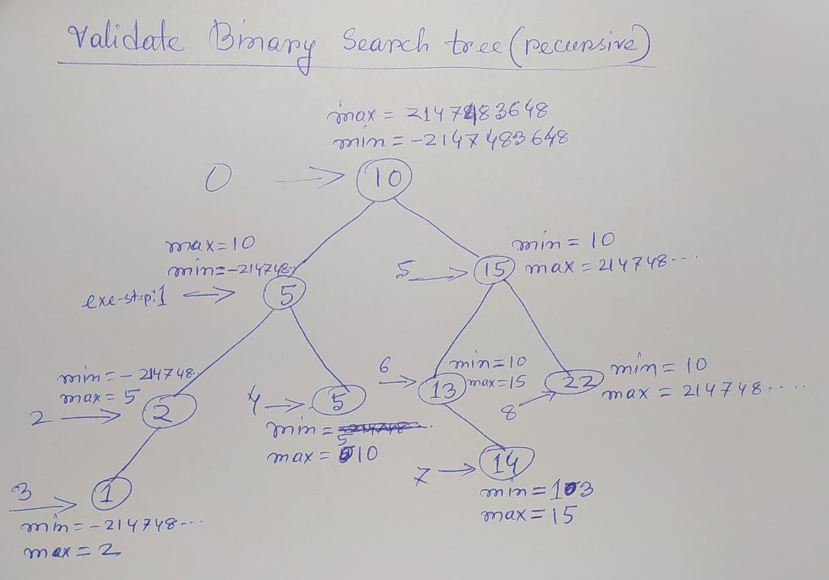 Validate Binary Search tree (recursive)
max = 2147483648
min = -2147483648
0
10
max=10
min=-214748
exe-step:1
5
min = 10
max = 214748...
5
15
min = - 214748.
max = 5
2
2
4
5
min = 5
max = 10
6
min=10
max=15
13
min = 10
max = 214748....
22
8
3
1
min = -214748...
max = 2
7
14
min = 13
max = 15